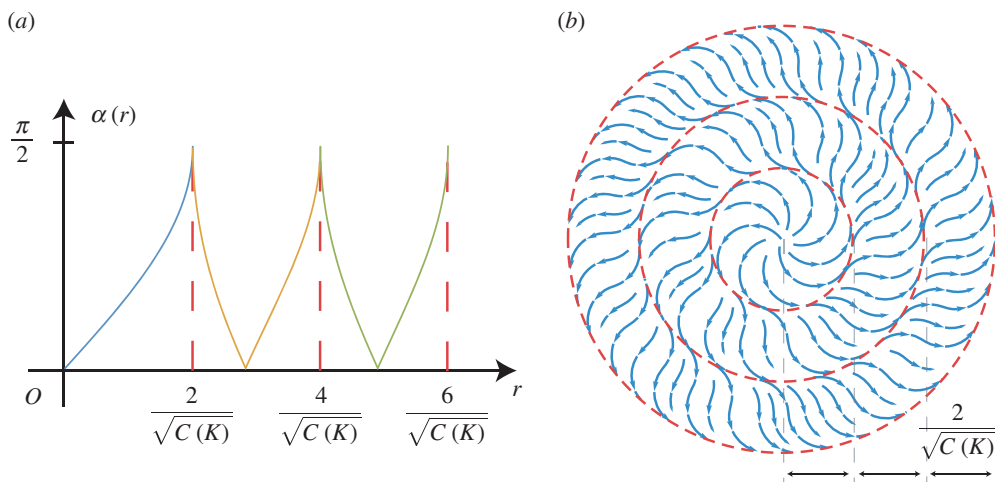 (a)
α(r)
π/2
O
2/√C(K)
4/√C(K)
6/√C(K)
r
(b)
2/√C(K)